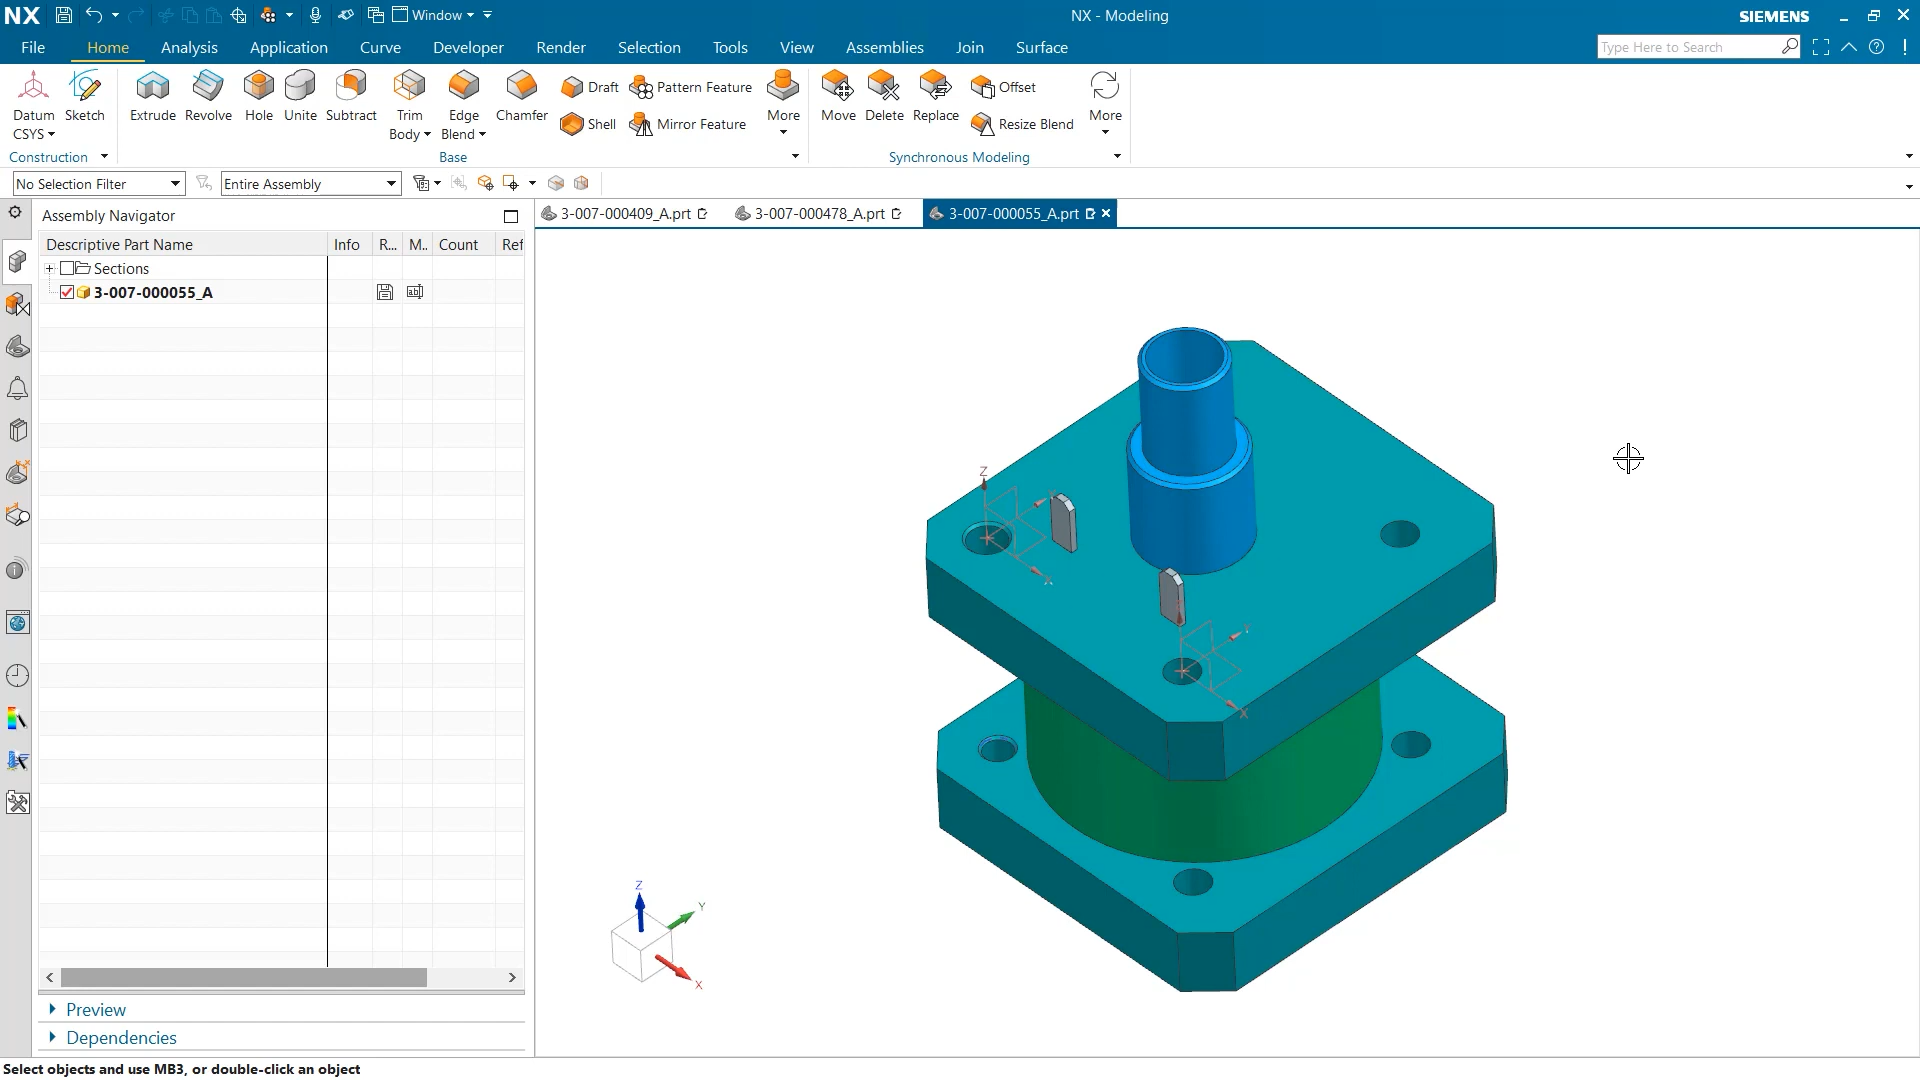 NX
Window
NX - Modeling
SIEMENS
File Home Analysis Application Curve Developer Render Selection Tools View Assemblies Join Surface
Type Here to Search
Datum CSYS
Sketch
Extrude
Revolve
Hole
Unite
Subtract
Trim Body
Edge Blend
Chamfer
Draft
Shell
Pattern Feature
Mirror Feature
More
Move
Delete
Replace
Offset
Resize Blend
More
Construction
Base
Synchronous Modeling
No Selection Filter
Entire Assembly
Assembly Navigator
3-007-000409_A.prt
3-007-000478_A.prt
3-007-000055_A.prt
Descriptive Part Name Info R... M.. Count Ref
Sections
3-007-000055_A
Z
X
Y
X
Z
Y
X
Preview
Dependencies
Select objects and use MB3, or double-click an object